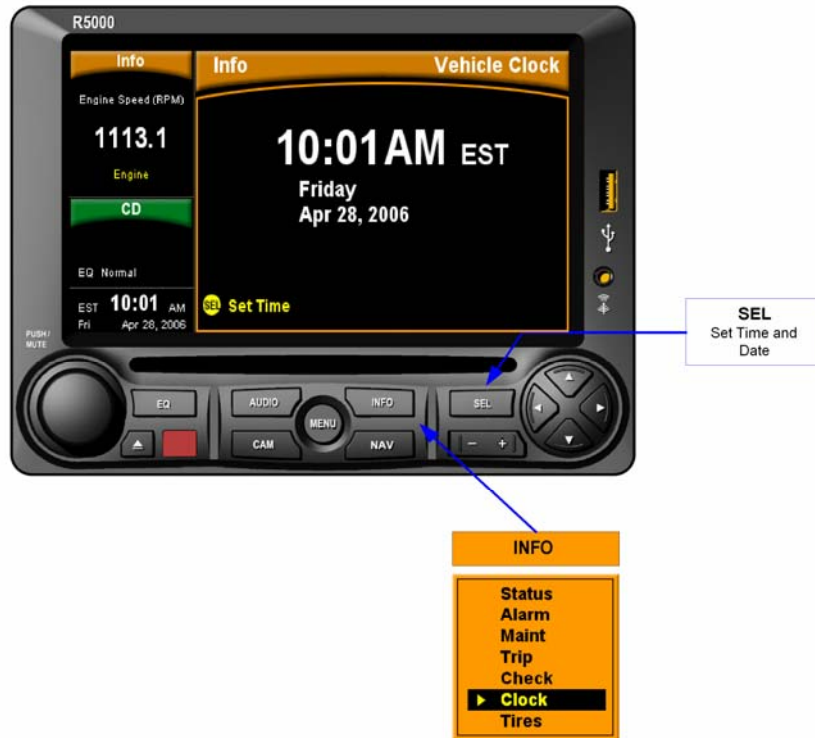 R5000
Info
Engine Speed (RPM)
1113.1
Engine
CD
EQ Normal
EST 10:01 AM
Fri Apr 28, 2006
Info Vehicle Clock
10:01AM EST
Friday
Apr 28, 2006
SEL Set Time
PUSH/
MUTE
EQ
AUDIO
INFO
SEL
MENU
CAM
NAV
- +
SEL
Set Time and
Date
INFO
Status
Alarm
Maint
Trip
Check
Clock
Tires